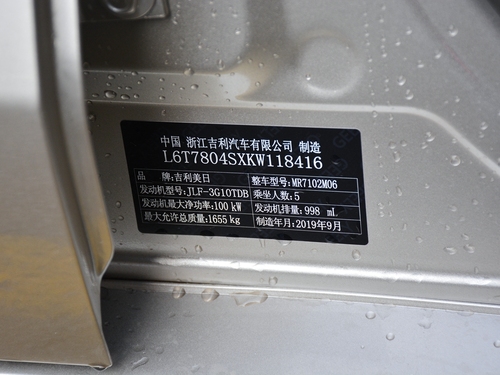 中国 浙江吉利汽车有限公司 制造
L6T7804SXKW118416
品 牌:吉利美日 整车型号:MR7102M06
发动机型号:JLF-3G10TDB 乘坐人数:5
发动机最大净功率:100 kW 发动机排量:998 mL
最大允许总质量:1655 kg 制造年月:2019年9月